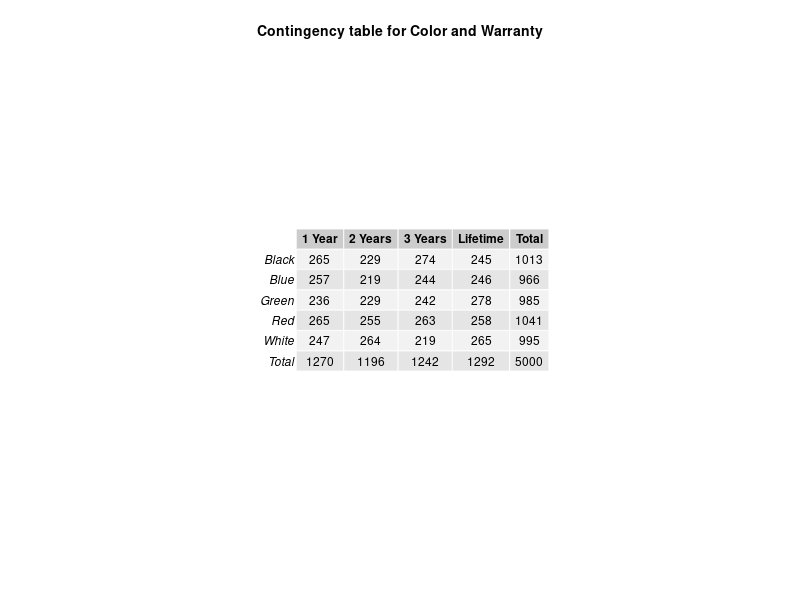 Contingency table for Color and Warranty
1 Year 2 Years 3 Years Lifetime Total
Black 265 229 274 245 1013
Blue 257 219 244 246 966
Green 236 229 242 278 985
Red 265 255 263 258 1041
White 247 264 219 265 995
Total 1270 1196 1242 1292 5000